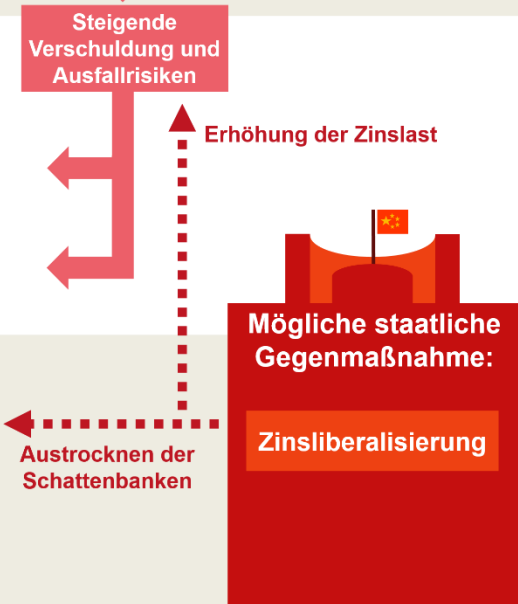 Steigende
Verschuldung und
Ausfallrisiken
Erhöhung der Zinslast
Mögliche staatliche
Gegenmaßnahme:
Zinsliberalisierung
Austrocknen der
Schattenbanken